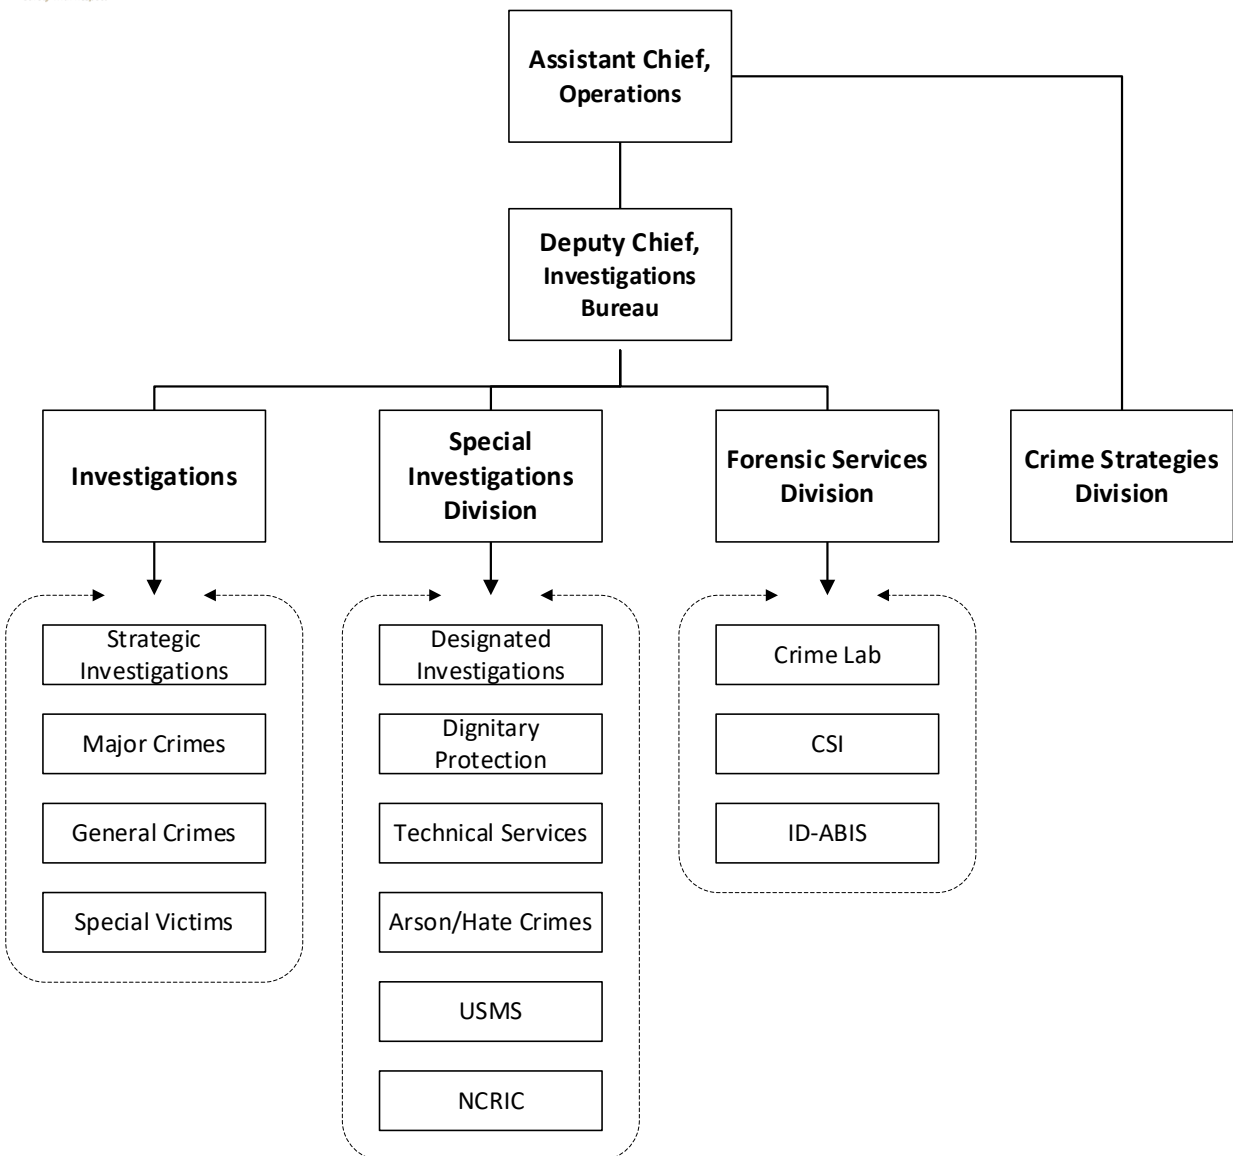 Assistant Chief,
Operations
Deputy Chief,
Investigations
Bureau
Investigations
Special
Investigations
Division
Forensic Services
Division
Crime Strategies
Division
Strategic
Investigations
Major Crimes
General Crimes
Special Victims
Designated
Investigations
Dignitary
Protection
Technical Services
Arson/Hate Crimes
USMS
NCRIC
Crime Lab
CSI
ID-ABIS